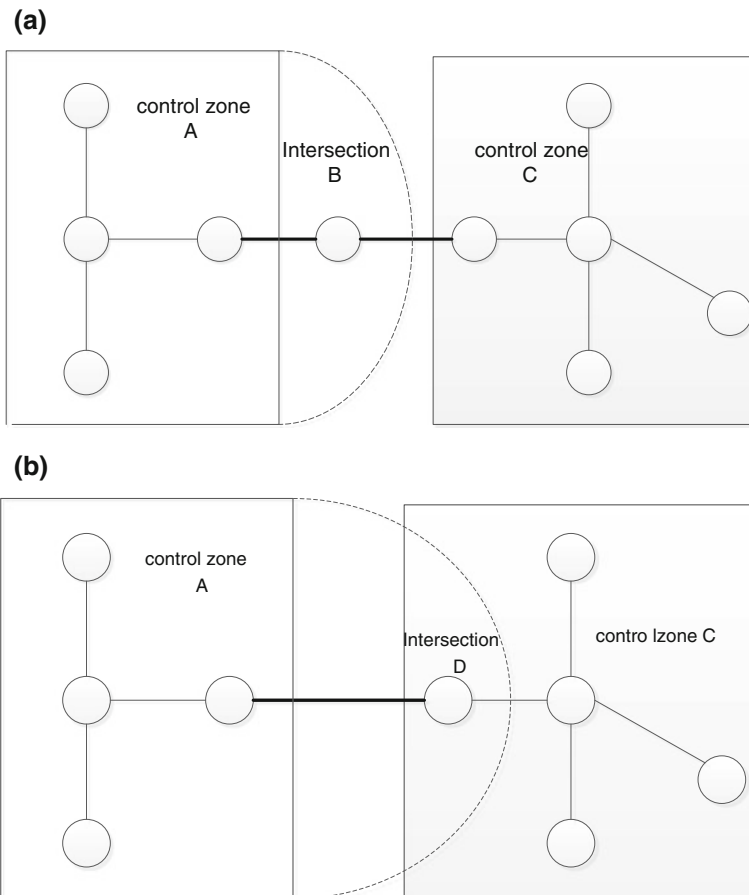 (a)
control zone
A
Intersection
B
control zone
C
(b)
control zone
A
Intersection
D
contro lzone C